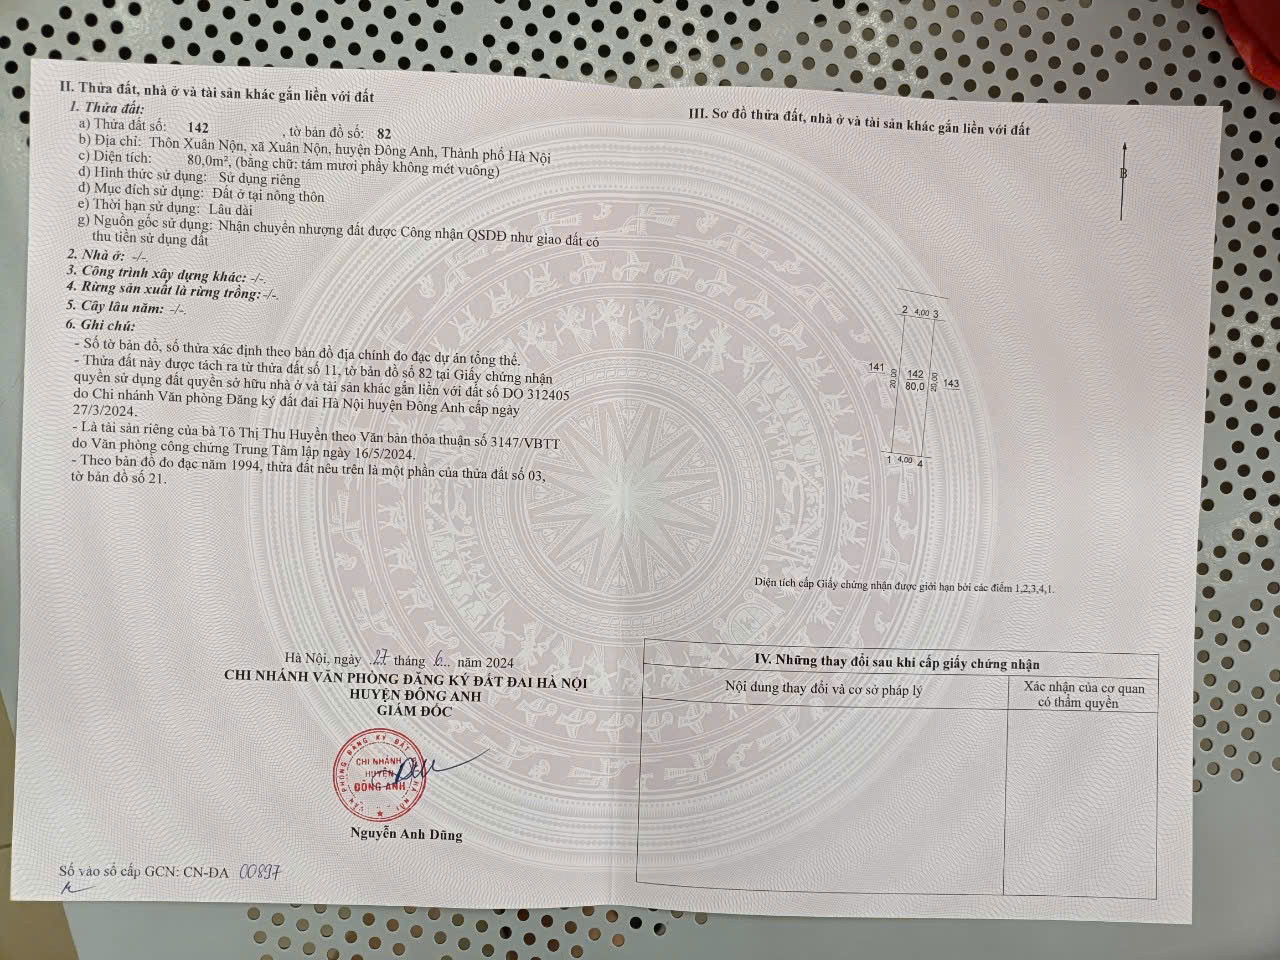 II. Thửa đất, nhà ở và tài sản khác gắn liền với đất
1. Thửa đất:
a) Thửa đất số: 142 , tờ bản đồ số: 82
b) Địa chỉ: Thôn Xuân Nộn, xã Xuân Nộn, huyện Đông Anh, Thành phố Hà Nội
c) Diện tích: 80,0m², (bằng chữ: tám mươi phẩy không mét vuông)
d) Hình thức sử dụng: Sử dụng riêng
đ) Mục đích sử dụng: Đất ở tại nông thôn
e) Thời hạn sử dụng: Lâu dài
g) Nguồn gốc sử dụng: Nhận chuyển nhượng đất được Công nhận QSDĐ như giao đất có
thu tiền sử dụng đất
2. Nhà ở: -/-.
3. Công trình xây dựng khác: -/-.
4. Rừng sản xuất là rừng trồng: -/-.
5. Cây lâu năm: -/-.
6. Ghi chú:
- Số tờ bản đồ, số thửa xác định theo bản đồ địa chính đo đạc dự án tổng thể.
- Thửa đất này được tách ra từ thửa đất số 11, tờ bản đồ số 82 tại Giấy chứng nhận
quyền sử dụng đất quyền sở hữu nhà ở và tài sản khác gắn liền với đất số DO 312405
do Chi nhánh Văn phòng Đăng ký đất đai Hà Nội huyện Đông Anh cấp ngày
27/3/2024.
- Là tài sản riêng của bà Tô Thị Thu Huyền theo Văn bản thỏa thuận số 3147/VBTT
do Văn phòng công chứng Trung Tâm lập ngày 16/5/2024.
- Theo bản đồ đo đạc năm 1994, thửa đất nêu trên là một phần của thửa đất số 03,
tờ bản đồ số 21.
Hà Nội, ngày 27 tháng 6 năm 2024
CHI NHÁNH VĂN PHÒNG ĐĂNG KÝ ĐẤT ĐAI HÀ NỘI
HUYỆN ĐÔNG ANH
GIÁM ĐỐC
VĂN PHÒNG ĐĂNG KÝ ĐẤT ĐAI HÀ NỘI
CHI NHÁNH
HUYỆN
ĐÔNG ANH
Nguyễn Anh Dũng
Số vào sổ cấp GCN: CN-ĐA 00897
III. Sơ đồ thửa đất, nhà ở và tài sản khác gắn liền với đất
B
2 4,00 3
141 20,00 142 20,00 143
80,0
1 4,00 4
Diện tích cấp Giấy chứng nhận được giới hạn bởi các điểm 1,2,3,4,1.
IV. Những thay đổi sau khi cấp giấy chứng nhận
Nội dung thay đổi và cơ sở pháp lý
Xác nhận của cơ quan
có thẩm quyền